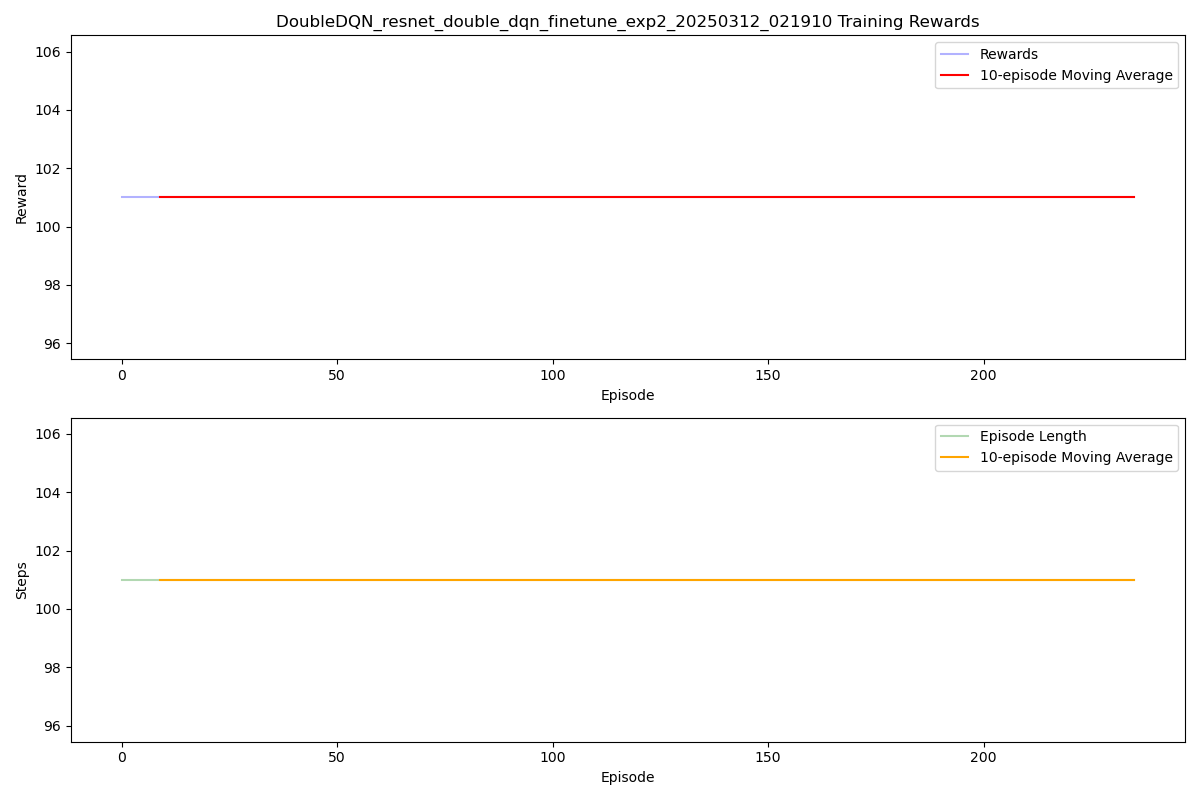 DoubleDQN_resnet_double_dqn_finetune_exp2_20250312_021910 Training Rewards
Rewards
10-episode Moving Average
106
104
102
100
98
96
Reward
0 50 100 150 200
Episode
Episode Length
10-episode Moving Average
106
104
102
100
98
96
Steps
0 50 100 150 200
Episode